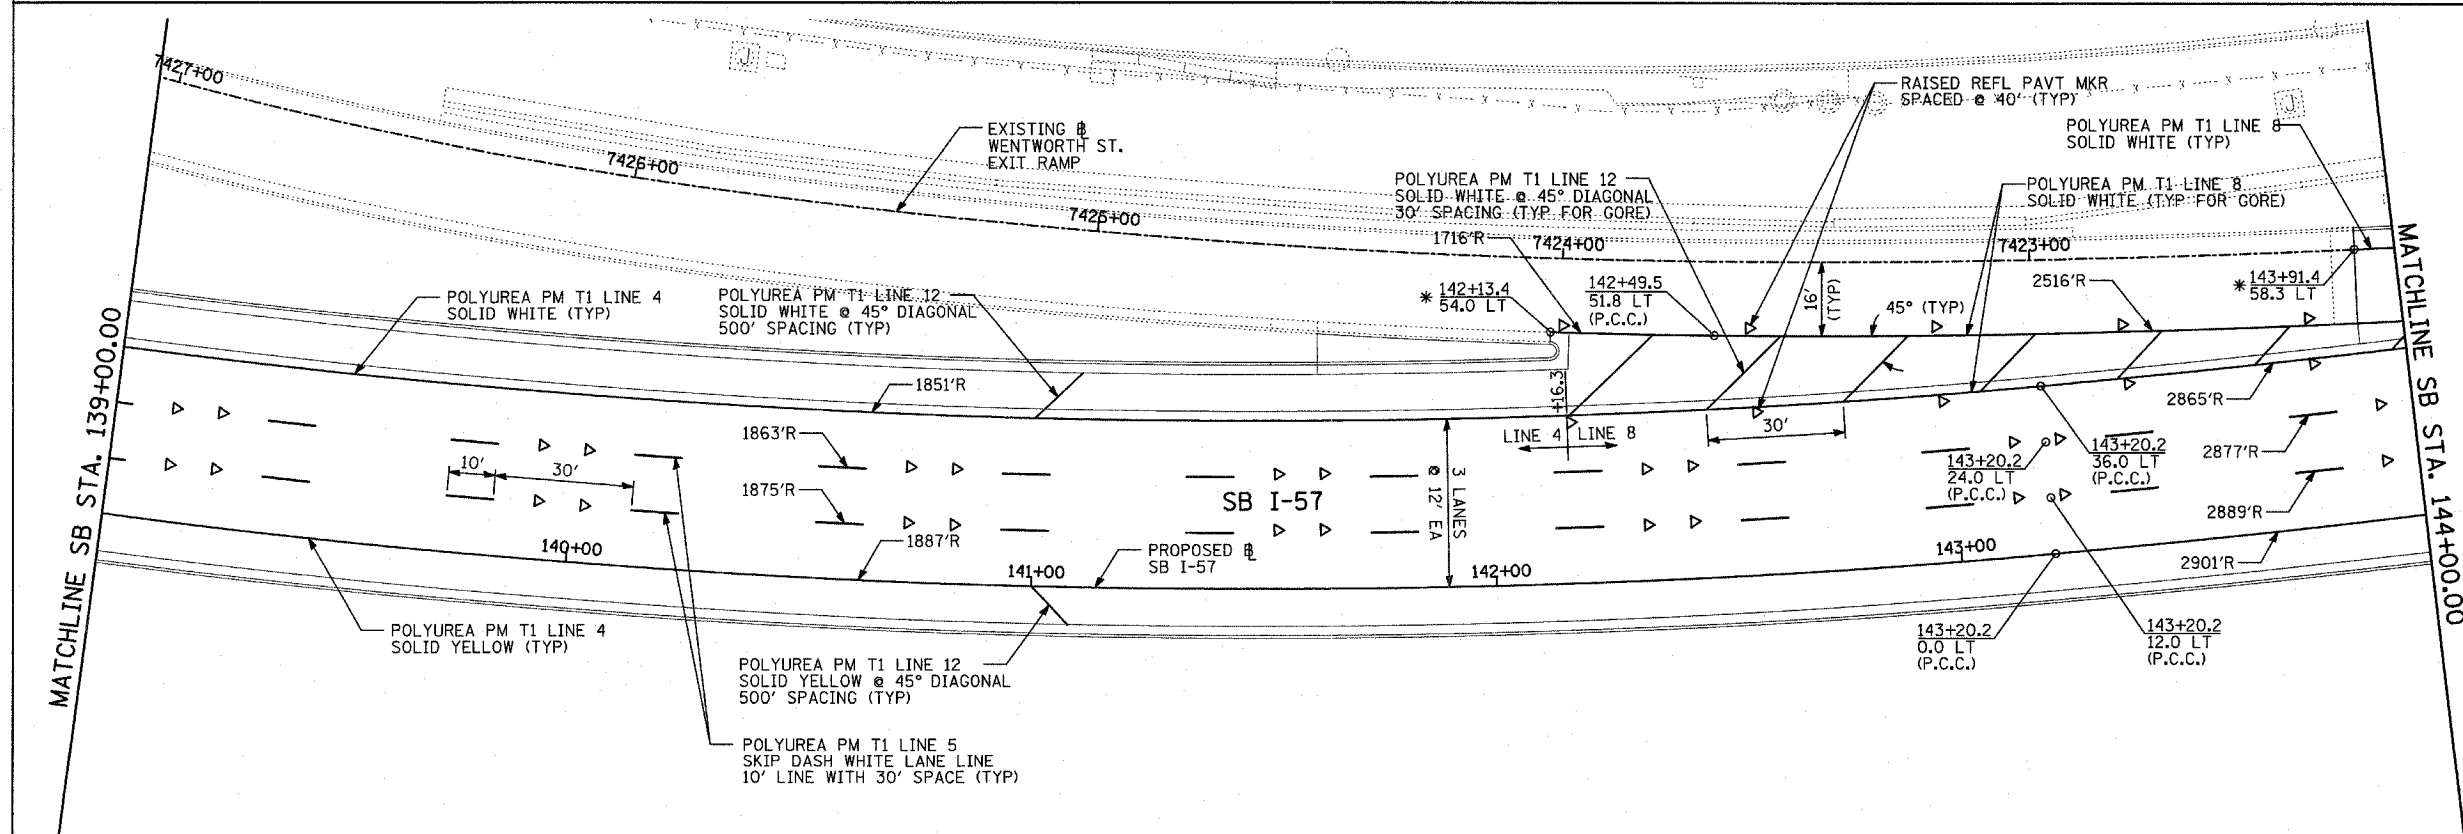 7427+00
J
RAISED REFL PAVT MKR
SPACED @ 40' (TYP)
J
EXISTING ℄
WENTWORTH ST.
EXIT RAMP
POLYUREA PM T1 LINE 8
SOLID WHITE (TYP)
7426+00
POLYUREA PM T1 LINE 12
SOLID WHITE @ 45° DIAGONAL
30' SPACING (TYP FOR GORE)
POLYUREA PM T1 LINE 8
SOLID WHITE (TYP FOR GORE)
7425+00
1716'R
7424+00
7423+00
MATCHLINE SB STA. 139+00.00
POLYUREA PM T1 LINE 4
SOLID WHITE (TYP)
POLYUREA PM T1 LINE 12
SOLID WHITE @ 45° DIAGONAL
500' SPACING (TYP)
* 142+13.4
54.0 LT
142+49.5
51.8 LT
(P.C.C.)
16'
(TYP)
45° (TYP)
2516'R
* 143+91.4
58.3 LT
MATCHLINE SB STA. 144+00.00
1851'R
+16.3
2865'R
1863'R
LINE 4
LINE 8
30'
10'
30'
143+20.2
24.0 LT
(P.C.C.)
143+20.2
36.0 LT
(P.C.C.)
2877'R
1875'R
SB I-57
3 LANES
@ 12' EA
2889'R
1887'R
140+00
PROPOSED ℄
SB I-57
143+00
2901'R
141+00
142+00
POLYUREA PM T1 LINE 4
SOLID YELLOW (TYP)
143+20.2
0.0 LT
(P.C.C.)
143+20.2
12.0 LT
(P.C.C.)
POLYUREA PM T1 LINE 12
SOLID YELLOW @ 45° DIAGONAL
500' SPACING (TYP)
POLYUREA PM T1 LINE 5
SKIP DASH WHITE LANE LINE
10' LINE WITH 30' SPACE (TYP)